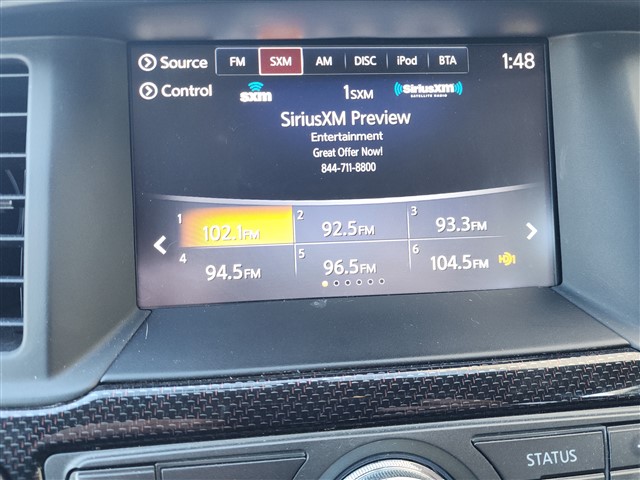 Source FM SXM AM DISC iPod BTA 1:48
Control sxm 1SXM SiriusXM
SATELLITE RADIO
SiriusXM Preview
Entertainment
Great Offer Now!
844-711-8800
1 102.1FM 2 92.5FM 3 93.3FM
4 94.5FM 5 96.5FM 6 104.5FM HD1
STATUS